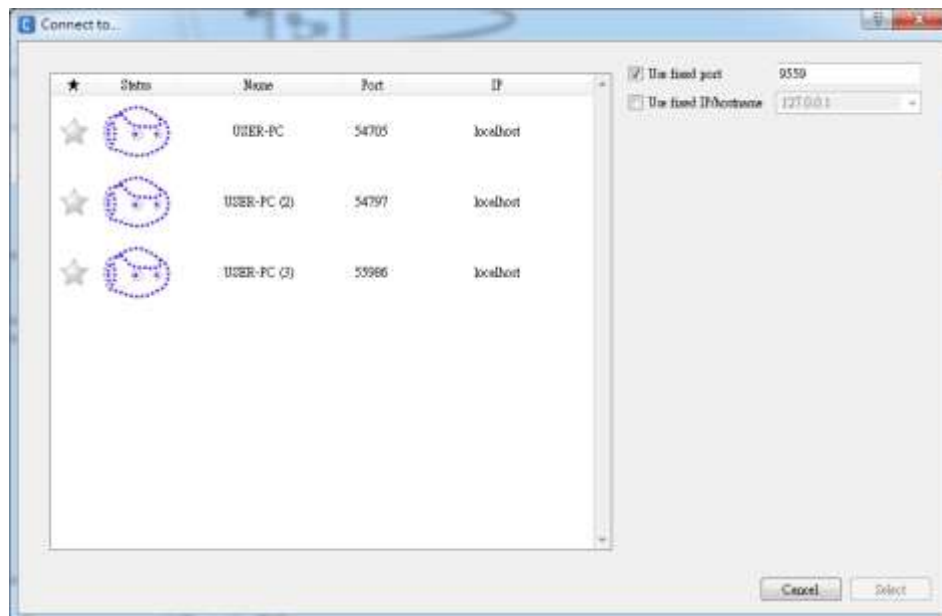 Connect to...
★ Status Name Port IP
USER-PC 54705 localhost
USER-PC (2) 54797 localhost
USER-PC (3) 53986 localhost
Use fixed port 9559
Use fixed IP/hostname 127.0.0.1
Cancel Select